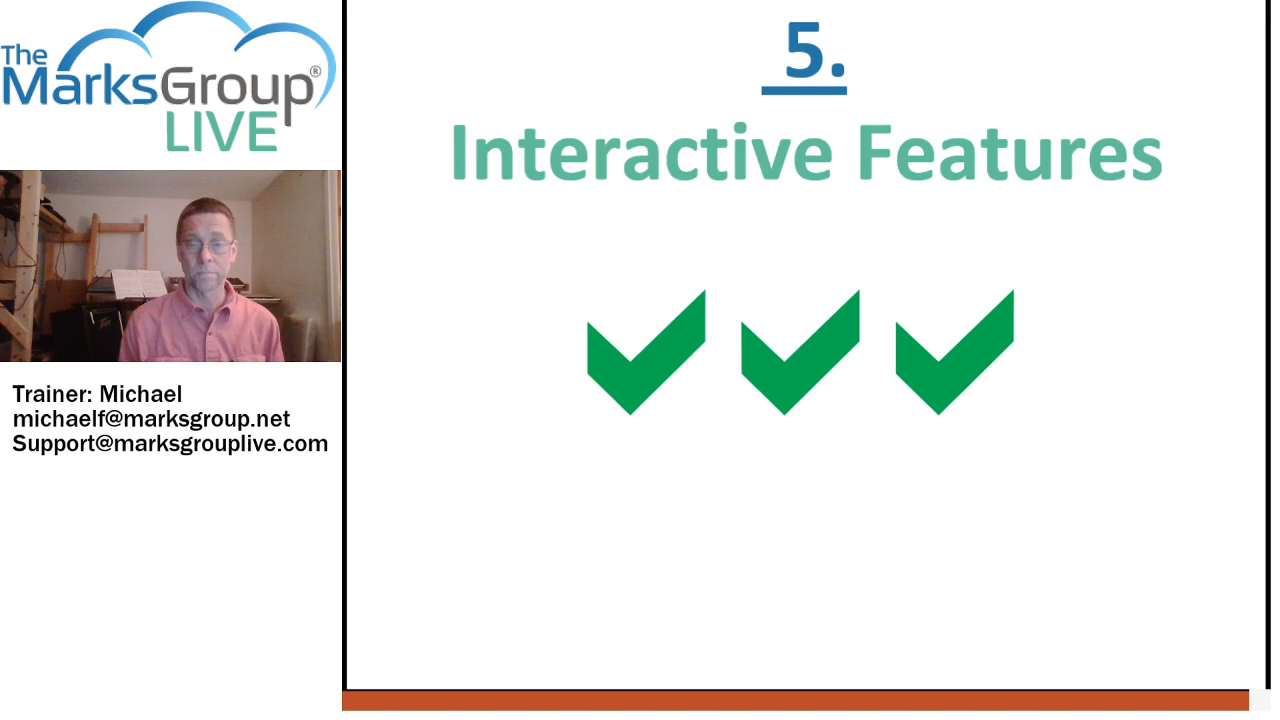 The
MarksGroup®
LIVE
Trainer: Michael
michaelf@marksgroup.net
Support@marksgrouplive.com
5.
Interactive Features